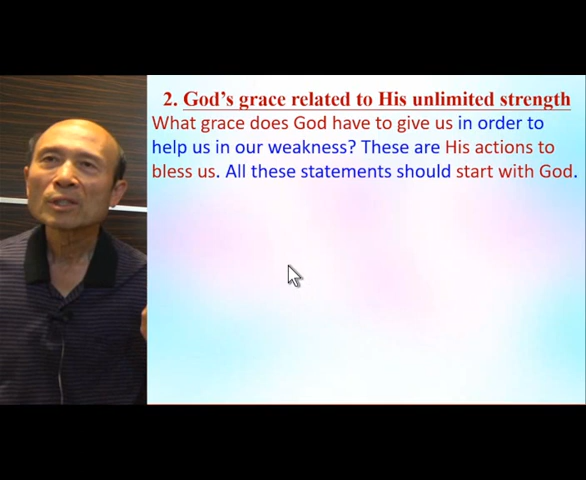 2. God's grace related to His unlimited strength
What grace does God have to give us in order to
help us in our weakness? These are His actions to
bless us. All these statements should start with God.